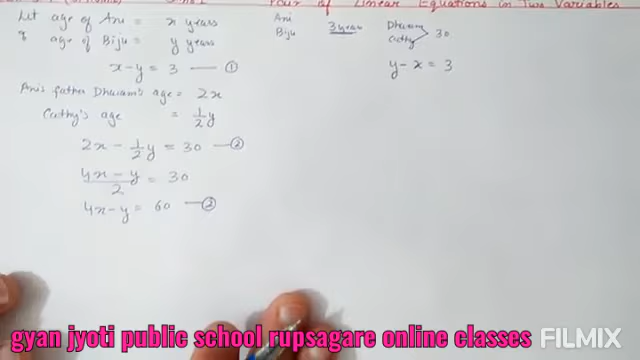 Pair of Linear Equations in Two Variables
Let age of Ani = x years
& age of Biju = y years
x - y = 3 —— ①
Ani's father Dharam's age = 2x
Cathy's age = 1/2 y
2x - 1/2 y = 30 —②
4x - y / 2 = 30
4x - y = 60 —②
Ani
Biju 3 years
Dharam
Cathy 30
y - x = 3
gyan jyoti public school rupsagare online classes
FILMIX